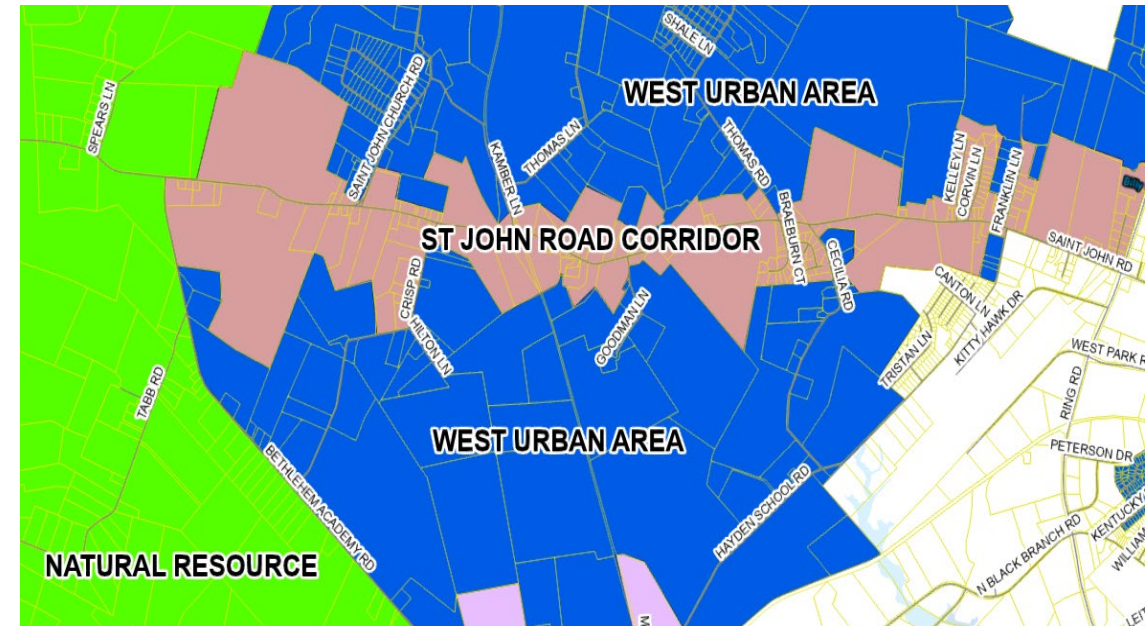 SHALE LN
WEST URBAN AREA
SPEARS LN
SAINT JOHN CHURCH RD
KAMBER LN
THOMAS LN
THOMAS RD
KELLEY LN
CORVIN LN
FRANKLIN LN
BRAEBURN CT
ST JOHN ROAD CORRIDOR
SAINT JOHN RD
CECILIA RD
CRISP RD
HILTON LN
GOODMAN LN
CANTON LN
KITTY HAWK DR
TRISTAN LN
WEST PARK R
RING RD
TABB RD
WEST URBAN AREA
PETERSON DR
BETHLEHEM ACADEMY RD
HAYDEN SCHOOL RD
KENTUCKY
N BLACK BRANCH RD
WILLIAM
NATURAL RESOURCE
M
LEIT